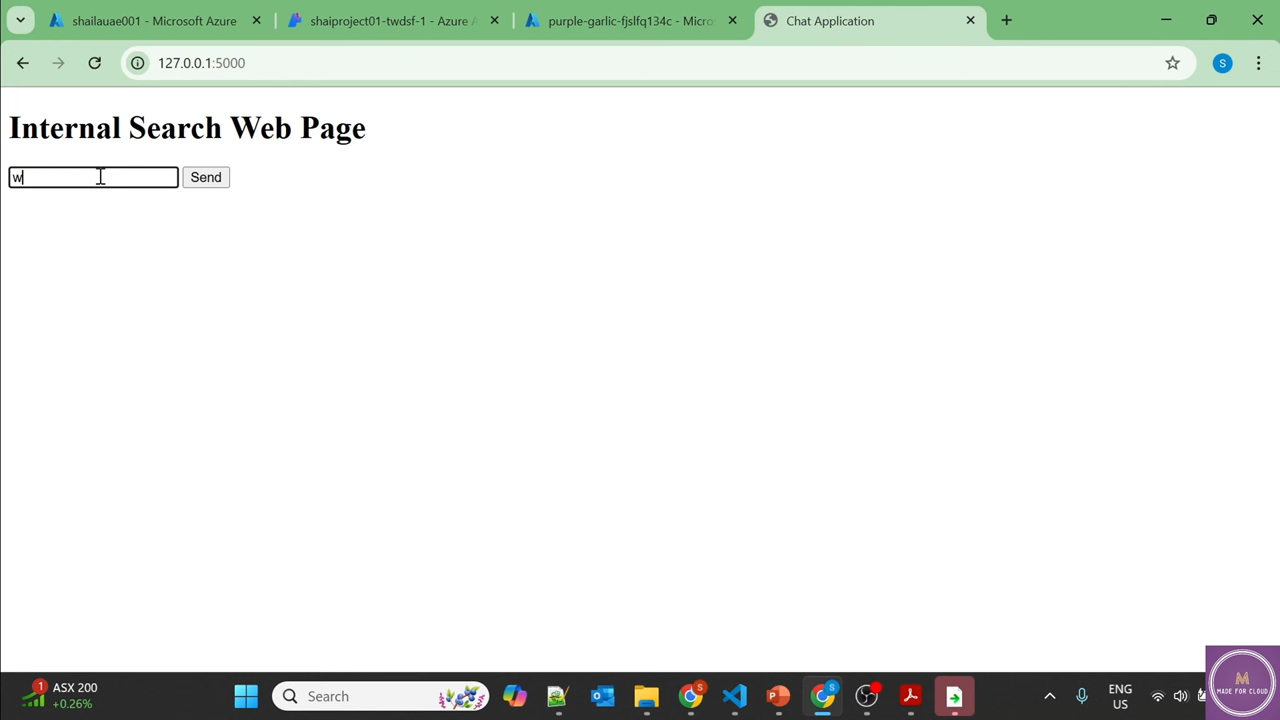 shailauae001 - Microsoft Azure
shaiproject01-twdsf-1 - Azure A
purple-garlic-fjslfq134c - Micro
Chat Application
127.0.0.1:5000
S
Internal Search Web Page
w
Send
1
ASX 200
+0.26%
Search
S
S
ENG
US
M
MADE FOR CLOUD